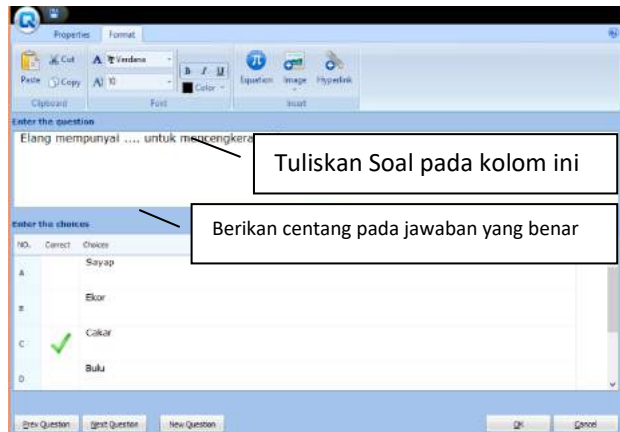 Properties Format
Cut
Verdana
B I U
Paste
Copy
10
Color
Equation
Image
Hyperlink
Clipboard
Font
Insert
Enter the question
Elang mempunyai .... untuk mencengkera
Tuliskan Soal pada kolom ini
Enter the choices
Berikan centang pada jawaban yang benar
NO. Correct Choices
A Sayap
B Ekor
C Cakar
D Bulu
Prev Question Next Question New Question OK Cancel